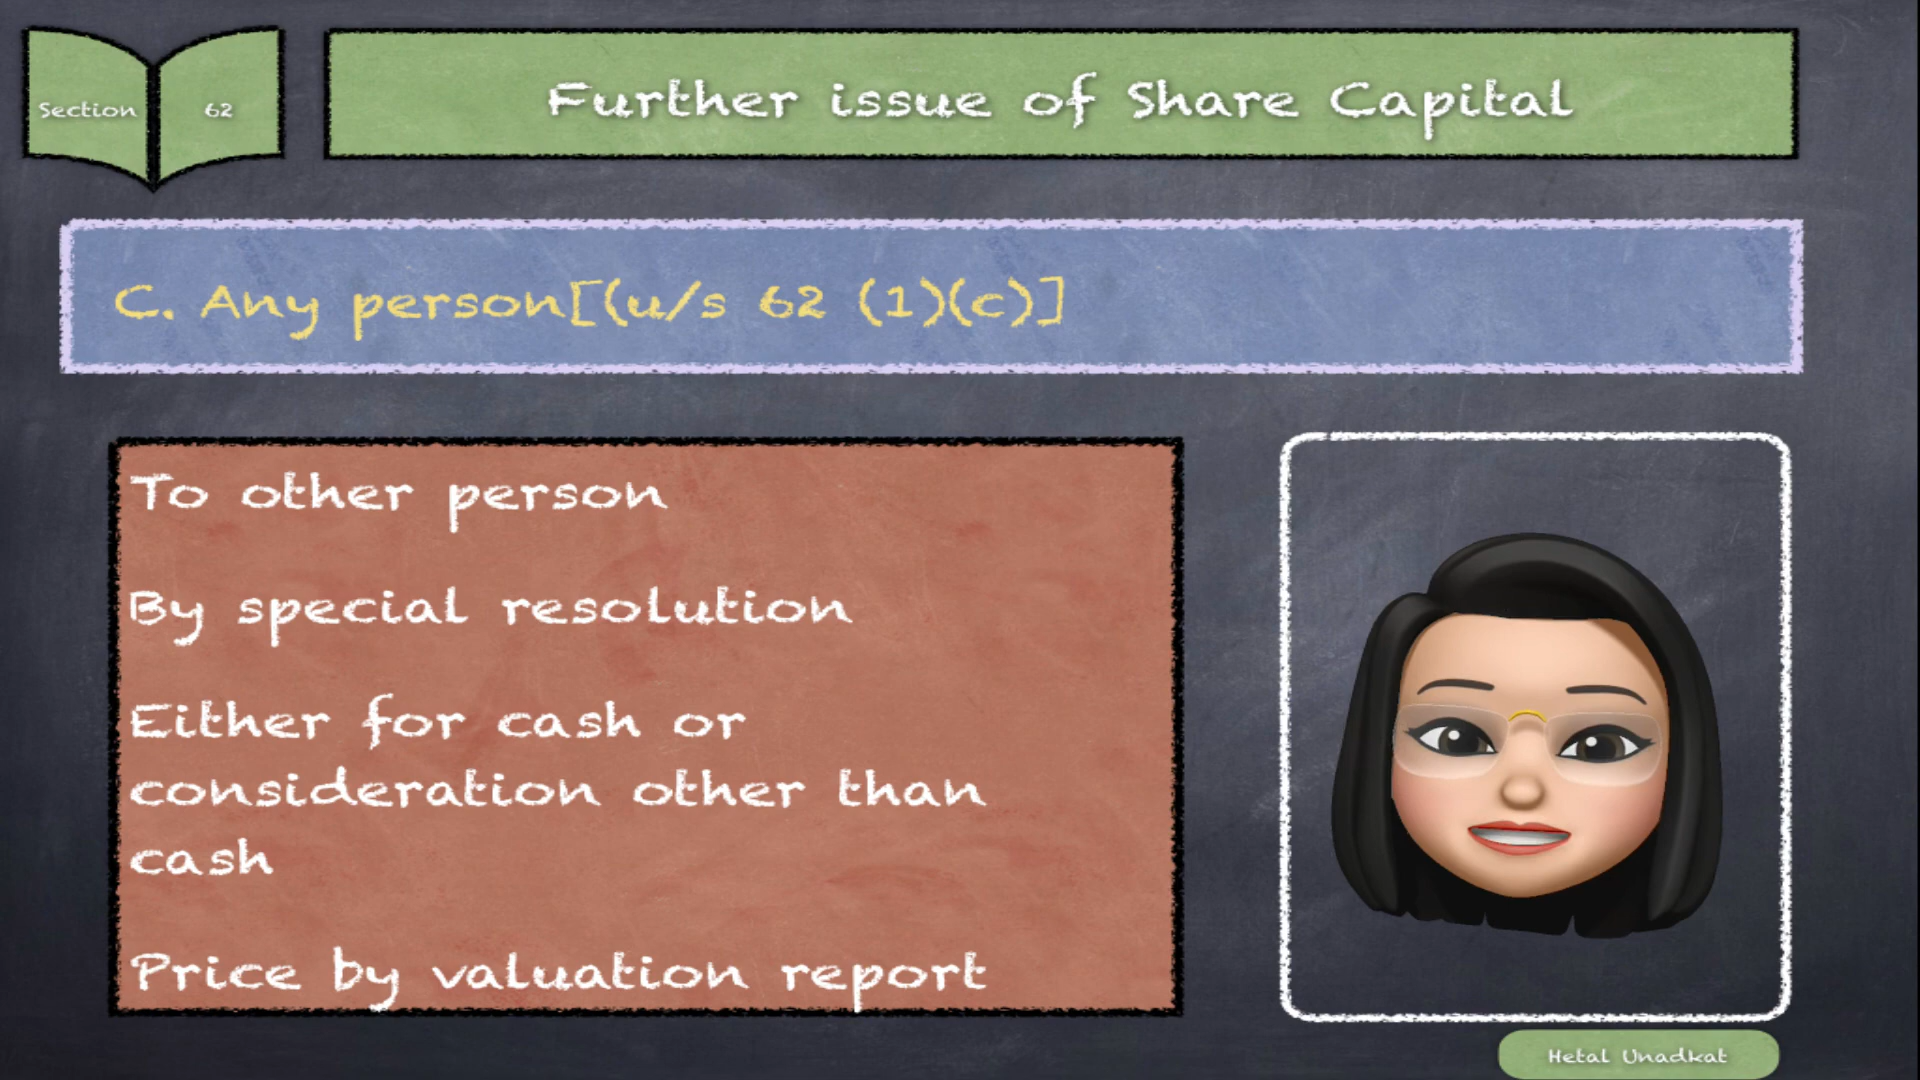 Section 62
Further issue of Share Capital
C. Any person[(u/s 62 (1)(c)]
To other person
By special resolution
Either for cash or
consideration other than
cash
Price by valuation report
Hetal Unadkat